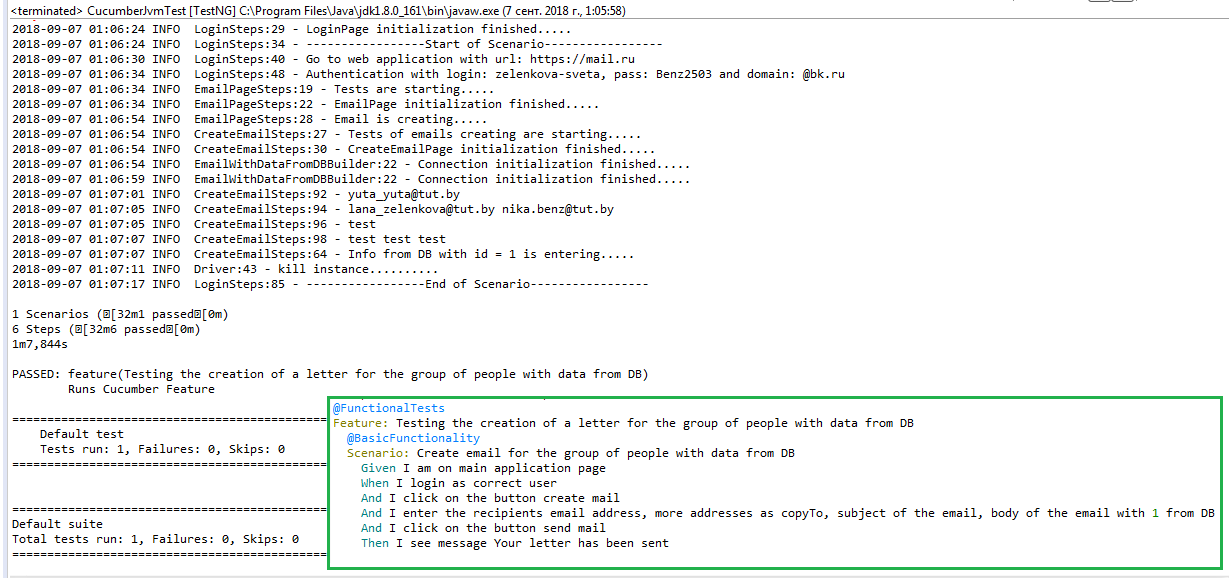 <terminated> CucumberJvmTest [TestNG] C:\Program Files\Java\jdk1.8.0_161\bin\javaw.exe (7 сент. 2018 г., 1:05:58)
2018-09-07 01:06:24 INFO  LoginSteps:29 - LoginPage initialization finished.....
2018-09-07 01:06:24 INFO  LoginSteps:34 - -----------------Start of Scenario-----------------
2018-09-07 01:06:30 INFO  LoginSteps:40 - Go to web application with url: https://mail.ru
2018-09-07 01:06:34 INFO  LoginSteps:48 - Authentication with login: zelenkova-sveta, pass: Benz2503 and domain: @bk.ru
2018-09-07 01:06:34 INFO  EmailPageSteps:19 - Tests are starting.....
2018-09-07 01:06:34 INFO  EmailPageSteps:22 - EmailPage initialization finished.....
2018-09-07 01:06:54 INFO  EmailPageSteps:28 - Email is creating.....
2018-09-07 01:06:54 INFO  CreateEmailSteps:27 - Tests of emails creating are starting.....
2018-09-07 01:06:54 INFO  CreateEmailSteps:30 - CreateEmailPage initialization finished.....
2018-09-07 01:06:54 INFO  EmailWithDataFromDBBuilder:22 - Connection initialization finished.....
2018-09-07 01:06:59 INFO  EmailWithDataFromDBBuilder:22 - Connection initialization finished.....
2018-09-07 01:07:01 INFO  CreateEmailSteps:92 - yuta_yuta@tut.by
2018-09-07 01:07:05 INFO  CreateEmailSteps:94 - lana_zelenkova@tut.by nika.benz@tut.by
2018-09-07 01:07:05 INFO  CreateEmailSteps:96 - test
2018-09-07 01:07:07 INFO  CreateEmailSteps:98 - test test test
2018-09-07 01:07:07 INFO  CreateEmailSteps:64 - Info from DB with id = 1 is entering.....
2018-09-07 01:07:11 INFO  Driver:43 - kill instance..........
2018-09-07 01:07:17 INFO  LoginSteps:85 - -----------------End of Scenario-----------------
1 Scenarios ([32m1 passed[0m)
6 Steps ([32m6 passed[0m)
1m7,844s
PASSED: feature(Testing the creation of a letter for the group of people with data from DB)
Runs Cucumber Feature
===============================================
Default test
Tests run: 1, Failures: 0, Skips: 0
===============================================
===============================================
Default suite
Total tests run: 1, Failures: 0, Skips: 0
===============================================
@FunctionalTests
Feature: Testing the creation of a letter for the group of people with data from DB
@BasicFunctionality
Scenario: Create email for the group of people with data from DB
Given I am on main application page
When I login as correct user
And I click on the button create mail
And I enter the recipients email address, more addresses as copyTo, subject of the email, body of the email with 1 from DB
And I click on the button send mail
Then I see message Your letter has been sent